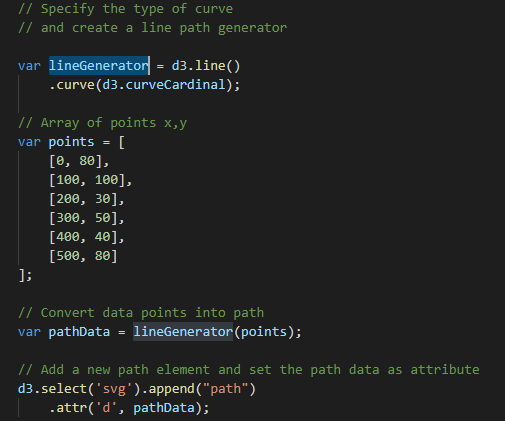 // Specify the type of curve
// and create a line path generator
var lineGenerator = d3.line()
.curve(d3.curveCardinal);
// Array of points x,y
var points = [
[0, 80],
[100, 100],
[200, 30],
[300, 50],
[400, 40],
[500, 80]
];
// Convert data points into path
var pathData = lineGenerator(points);
// Add a new path element and set the path data as attribute
d3.select('svg').append("path")
.attr('d', pathData);